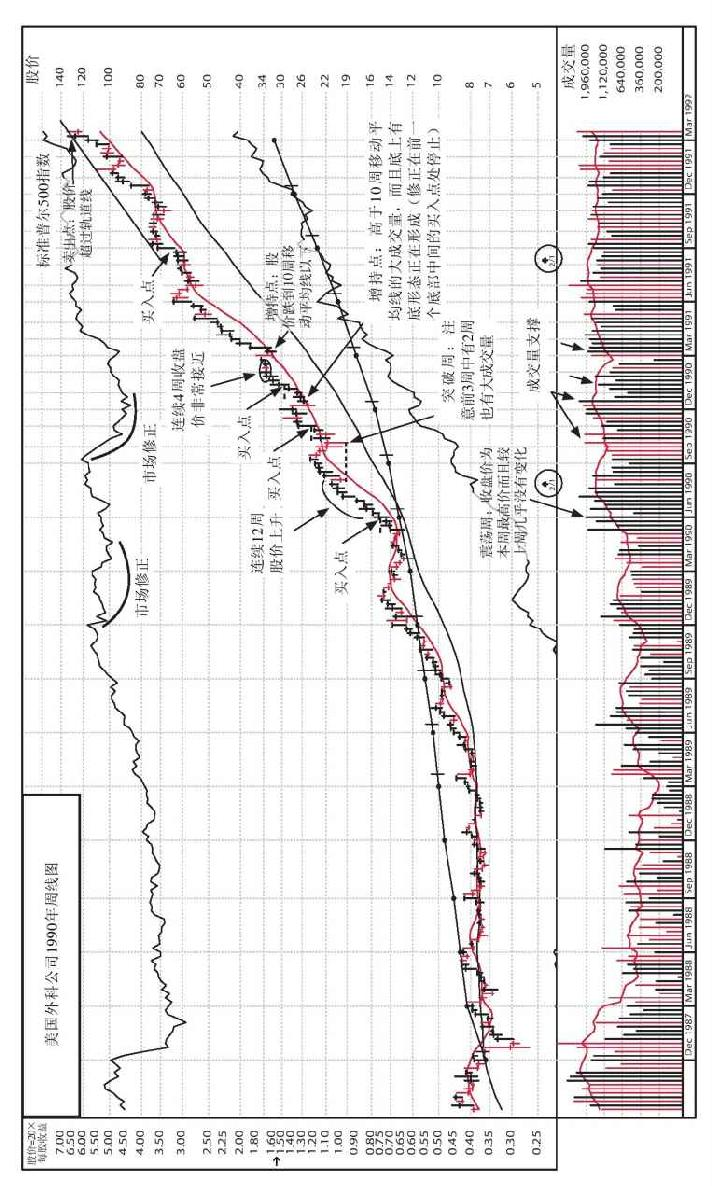 美国外科公司1990年周线图
股价
140
120
100
80
70
60
50
40
34
30
26
22
19
16
14
12
10
8
7
6
5
成交量
1,960,000
1,120,000
640,000
360,000
200,000
标准普尔500指数
卖出点，股价
超过轨道线
买入点
增持点：股
价跌到10周移
动平均线以下
增持点：高于10周移动平
均线的大成交量，而且底上有
底形态正在形成（修正在前一
个底部中间的买入点处停止）
市场修正
连续4周收盘
价非常接近
买入点
买入点
突破周：注
意前3周中有2周
也有大成交量
成交量支撑
市场修正
连续12周
股价上升
买入点
震荡周：收盘价为
本周最高价而且较
上周几乎没有变化
2/1
2/1
股价=20×
每股收益
7.00
6.50
6.00
5.50
5.00
4.50
4.00
3.50
3.00
2.50
2.25
2.00
1.80
1.60
1.50
1.40
1.30
1.20
1.10
1.00
0.90
0.80
0.75
0.70
0.65
0.60
0.55
0.50
0.45
0.40
0.35
0.30
0.25
Dec 1987
Mar 1988
Jun 1988
Sep 1988
Dec 1988
Mar 1989
Jun 1989
Sep 1989
Dec 1989
Mar 1990
Jun 1990
Sep 1990
Dec 1990
Mar 1991
Jun 1991
Sep 1991
Dec 1991
Mar 1992